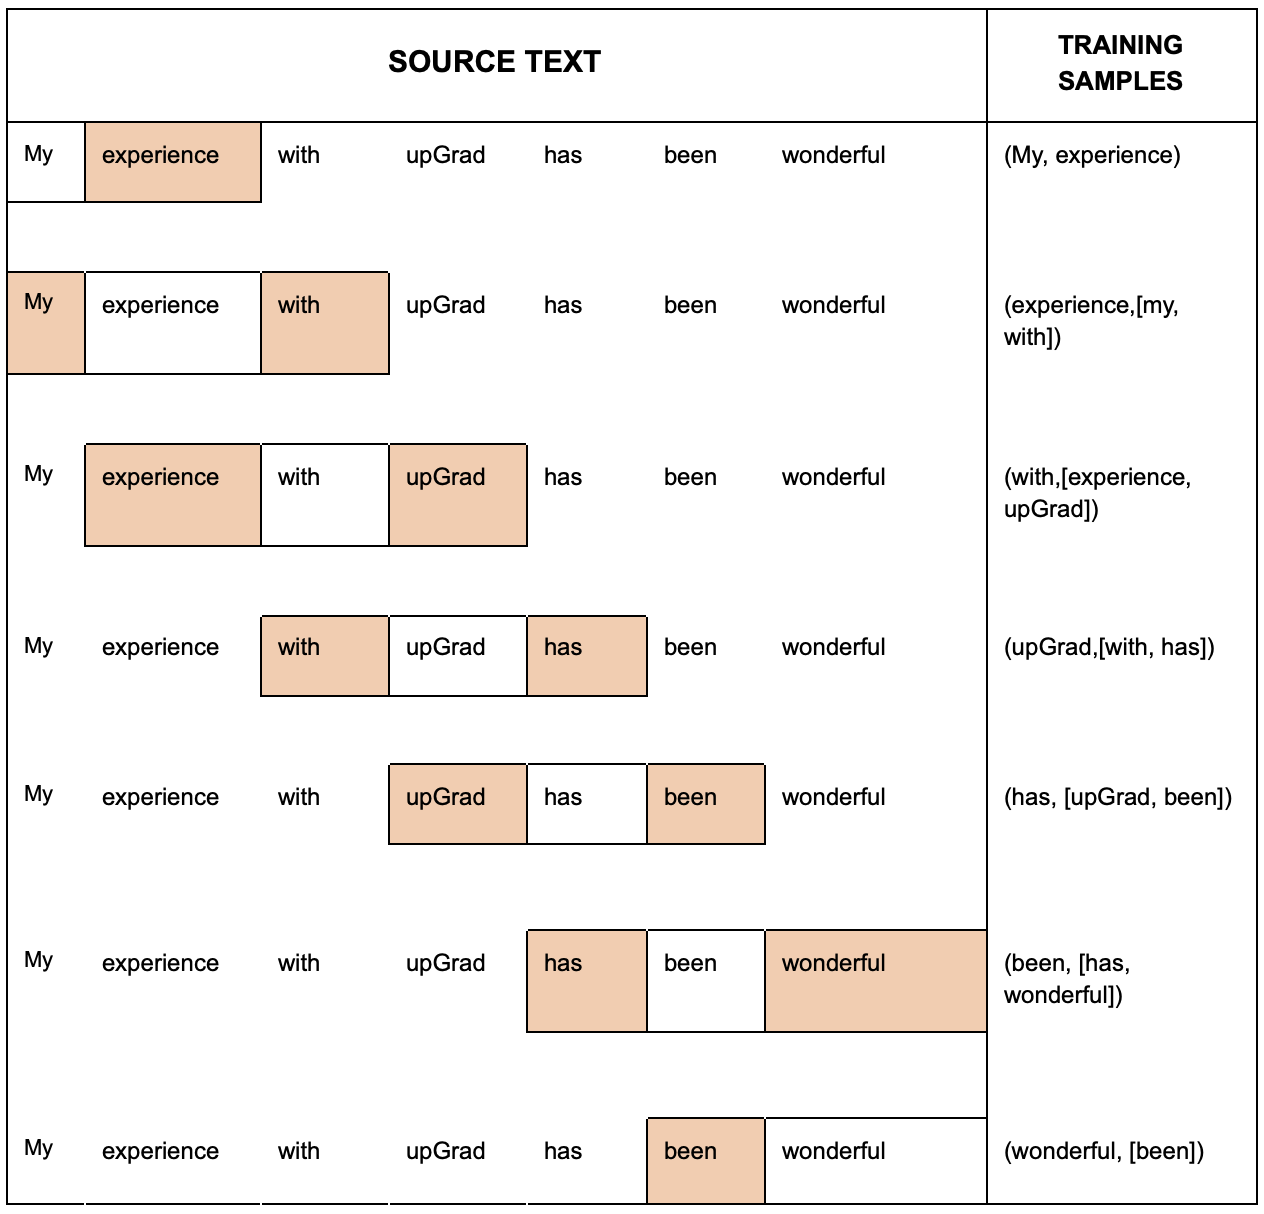 SOURCE TEXT
TRAINING
SAMPLES
My experience with upGrad has been wonderful (My, experience)
My experience with upGrad has been wonderful (experience,[my,
with])
My experience with upGrad has been wonderful (with,[experience,
upGrad])
My experience with upGrad has been wonderful (upGrad,[with, has])
My experience with upGrad has been wonderful (has, [upGrad, been])
My experience with upGrad has been wonderful (been, [has,
wonderful])
My experience with upGrad has been wonderful (wonderful, [been])